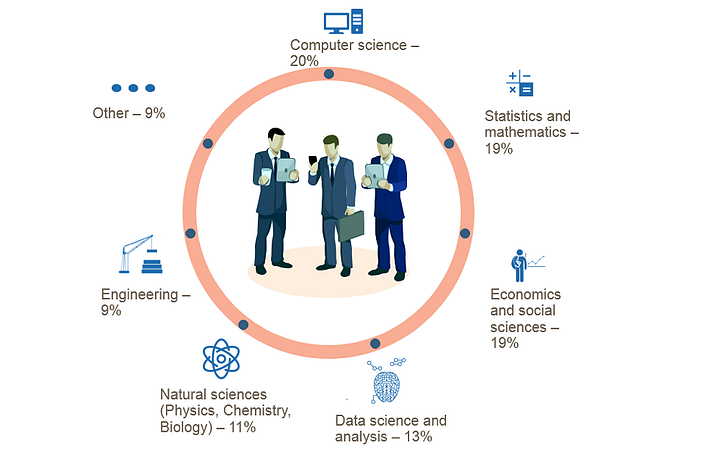 Computer science –
20%
Statistics and
mathematics –
19%
Economics
and social
sciences –
19%
Data science and
analysis – 13%
Natural sciences
(Physics, Chemistry,
Biology) – 11%
Engineering –
9%
Other – 9%